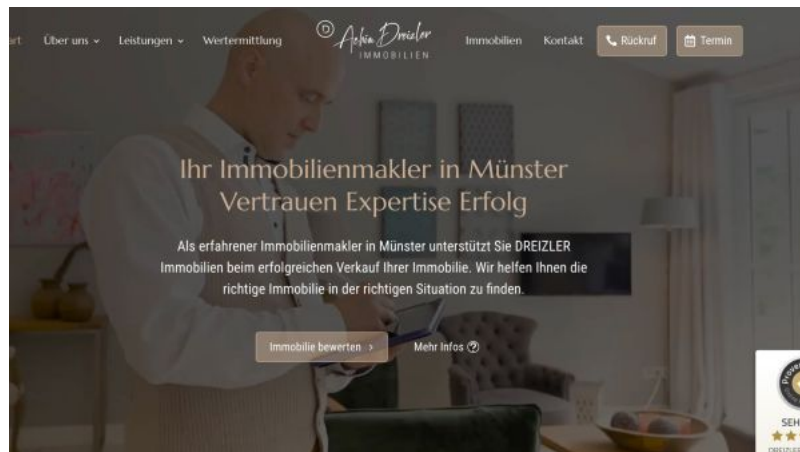 Über uns
Leistungen
Wertermittlung
D
Dreizler
IMMOBILIEN
Immobilien
Kontakt
Rückruf
Termin
Ihr Immobilienmakler in Münster
Vertrauen Expertise Erfolg
Als erfahrener Immobilienmakler in Münster unterstützt Sie DREIZLER
Immobilien beim erfolgreichen Verkauf Ihrer Immobilie. Wir helfen Ihnen die
richtige Immobilie in der richtigen Situation zu finden.
Immobilie bewerten >
Mehr Infos ?